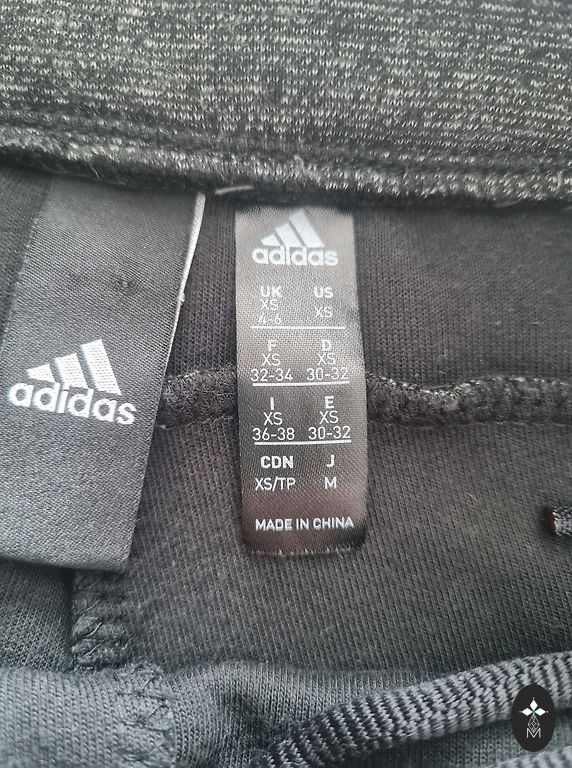 adidas
adidas
UK US
XS XS
4-6
F D
XS XS
32-34 30-32
I E
XS XS
36-38 30-32
CDN J
XS/TP M
MADE IN CHINA
M